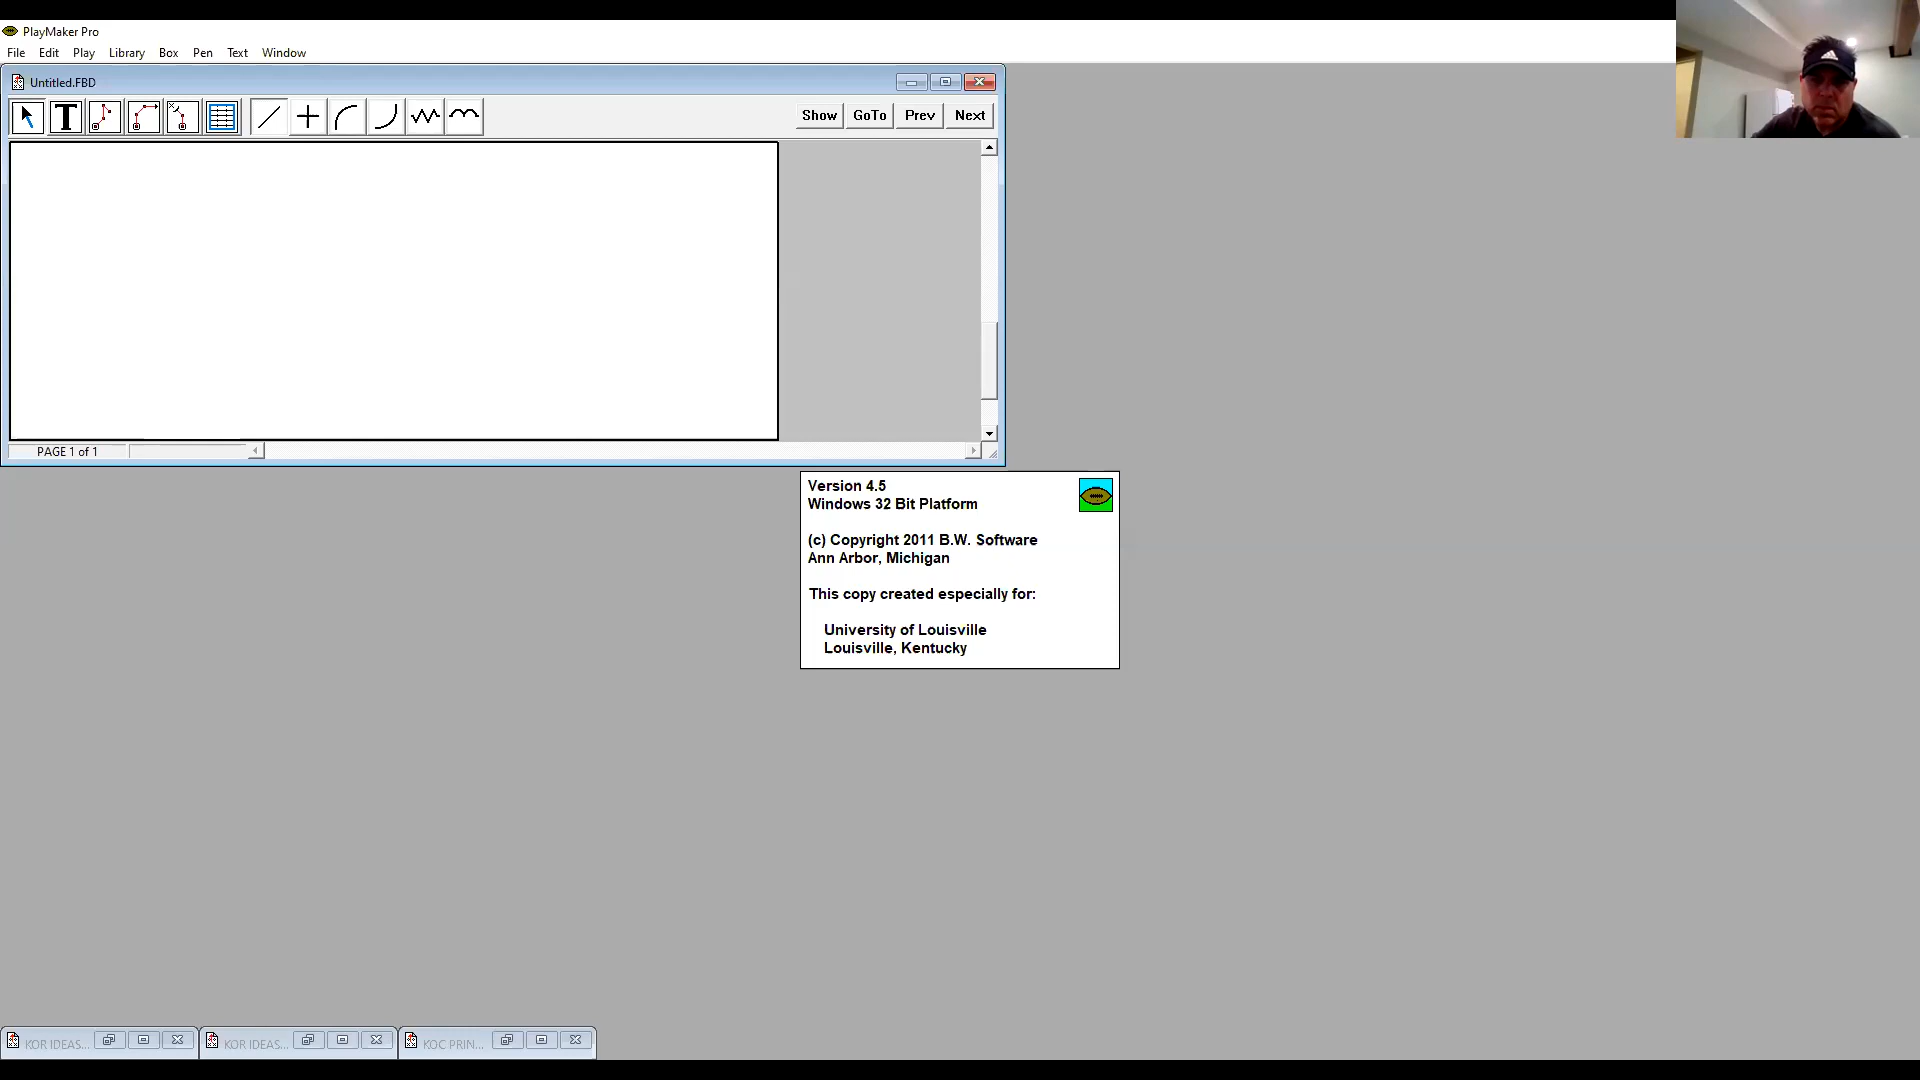 PlayMaker Pro
File Edit Play Library Box Pen Text Window
Untitled.FBD
T
Show GoTo Prev Next
PAGE 1 of 1
Version 4.5
Windows 32 Bit Platform
(c) Copyright 2011 B.W. Software
Ann Arbor, Michigan
This copy created especially for:
University of Louisville
Louisville, Kentucky
KOR IDEAS... KOR IDEAS... KOC PRIN...